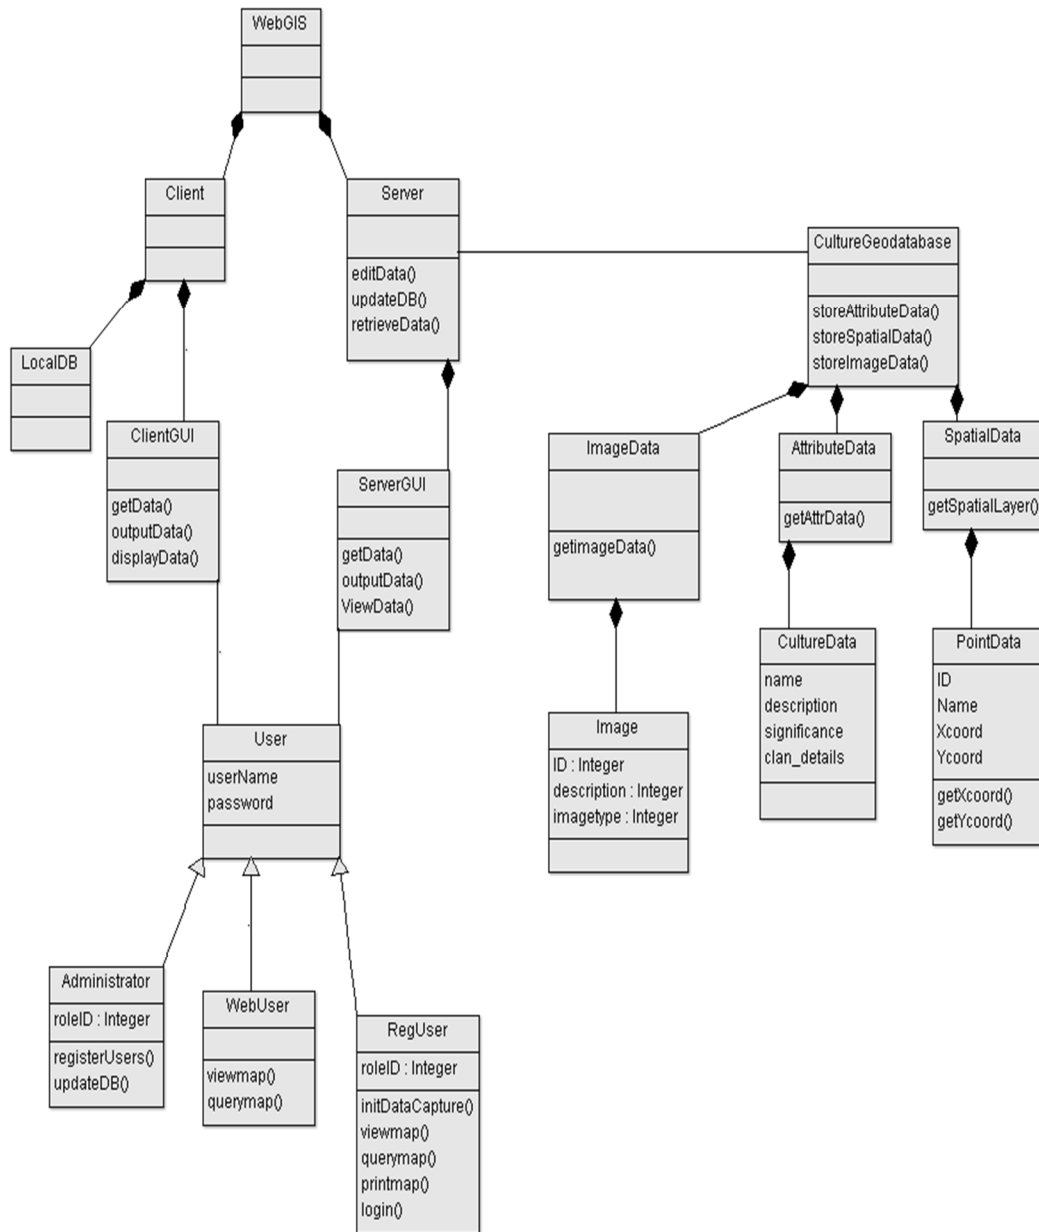 WebGIS
Client
Server
editData()
updateDB()
retrieveData()
CultureGeodatabase
storeAttributeData()
storeSpatialData()
storeImageData()
LocalDB
ClientGUI
getData()
outputData()
displayData()
ServerGUI
getData()
outputData()
ViewData()
ImageData
getimageData()
AttributeData
getAttrData()
SpatialData
getSpatialLayer()
Image
ID : Integer
description : Integer
imagetype : Integer
CultureData
name
description
significance
clan_details
PointData
ID
Name
Xcoord
Ycoord
getXcoord()
getYcoord()
User
userName
password
Administrator
roleID : Integer
registerUsers()
updateDB()
WebUser
viewmap()
querymap()
RegUser
roleID : Integer
initDataCapture()
viewmap()
querymap()
printmap()
login()